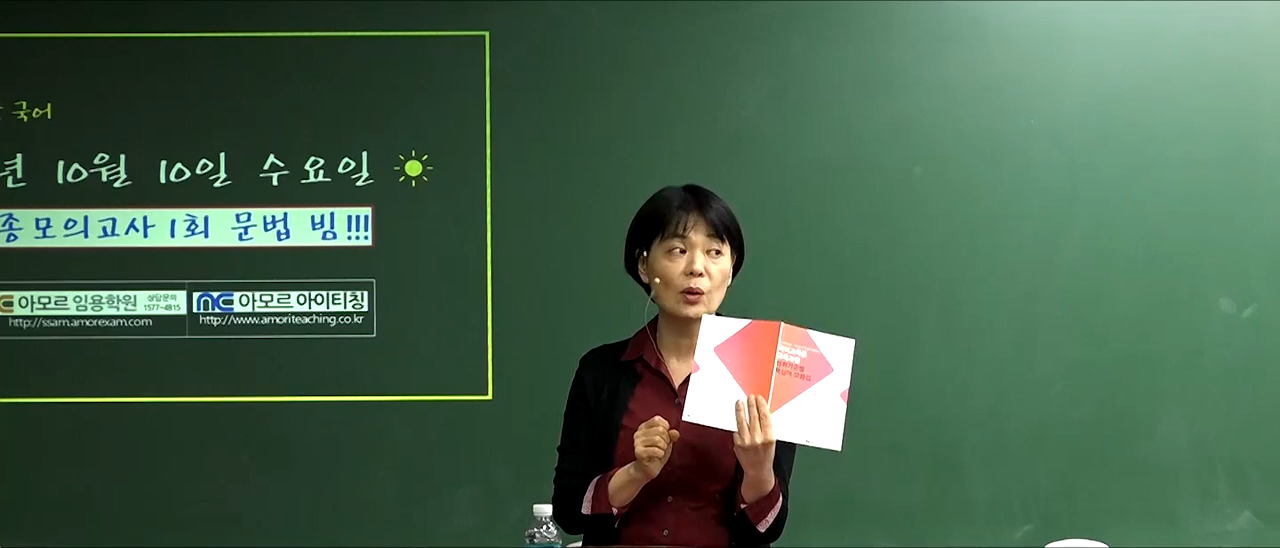 국어
년 10월 10일 수요일
종모의고사 1회 문법 빔!!!
아모르 임용학원 상담문의 1577-4815
http://ssam.amorexam.com
아모르 아이티칭
http://www.amoriteaching.co.kr